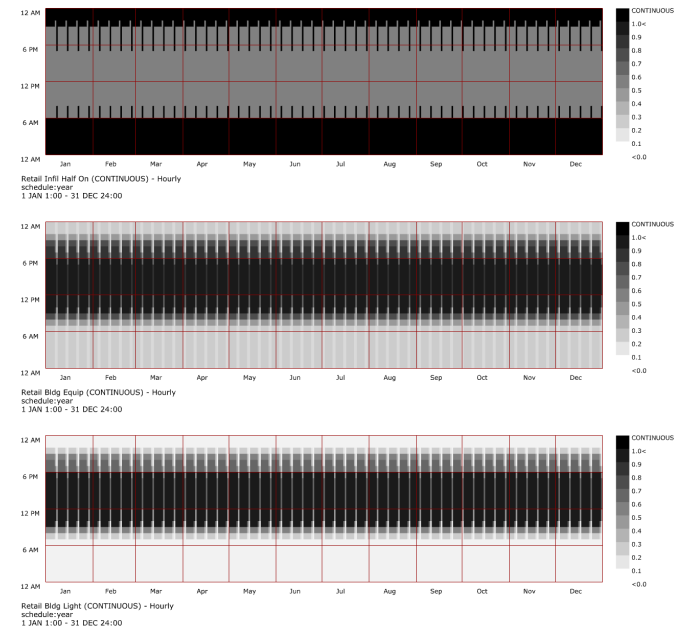 12 AM
6 PM
12 PM
6 AM
12 AM
Jan Feb Mar Apr May Jun Jul Aug Sep Oct Nov Dec
CONTINUOUS
1.0<
0.9
0.8
0.7
0.6
0.5
0.4
0.3
0.2
0.1
<0.0
Retail Infil Half On (CONTINUOUS) - Hourly
schedule:year
1 JAN 1:00 - 31 DEC 24:00
12 AM
6 PM
12 PM
6 AM
12 AM
Jan Feb Mar Apr May Jun Jul Aug Sep Oct Nov Dec
CONTINUOUS
1.0<
0.9
0.8
0.7
0.6
0.5
0.4
0.3
0.2
0.1
<0.0
Retail Bldg Equip (CONTINUOUS) - Hourly
schedule:year
1 JAN 1:00 - 31 DEC 24:00
12 AM
6 PM
12 PM
6 AM
12 AM
Jan Feb Mar Apr May Jun Jul Aug Sep Oct Nov Dec
CONTINUOUS
1.0<
0.9
0.8
0.7
0.6
0.5
0.4
0.3
0.2
0.1
<0.0
Retail Bldg Light (CONTINUOUS) - Hourly
schedule:year
1 JAN 1:00 - 31 DEC 24:00